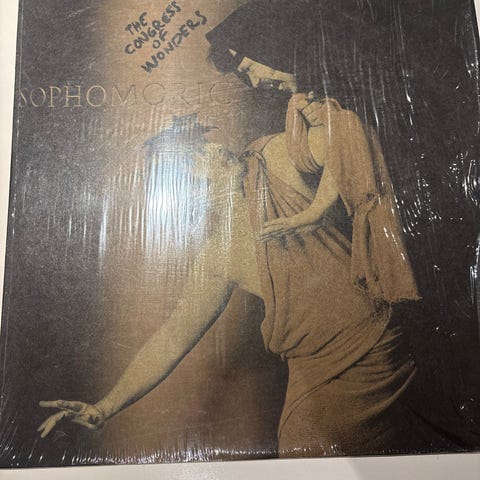 THE
CONGRESS
OF
WONDERS
SOPHOMORIC